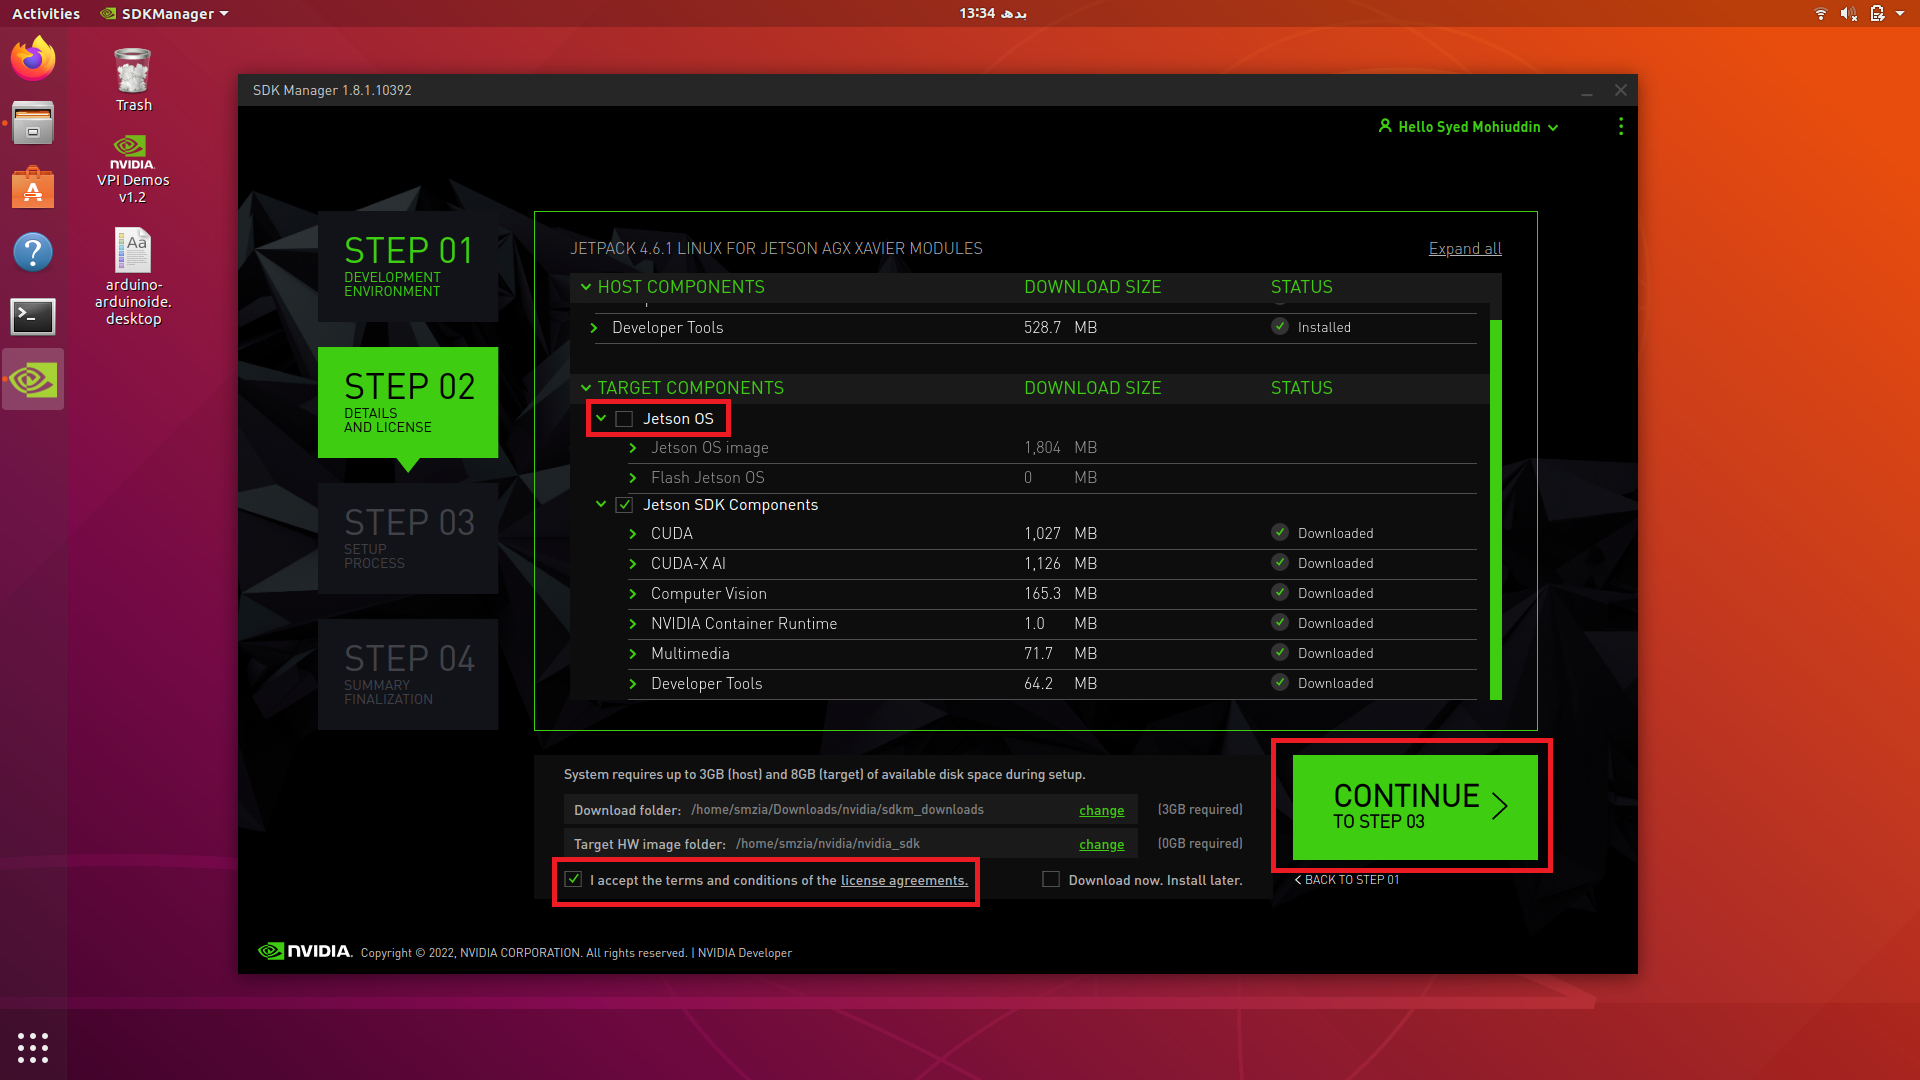 Activities SDKManager
بدھ 13:34
Trash
NVIDIA.
VPI Demos
v1.2
Aa
arduino-
arduinoide.
desktop
SDK Manager 1.8.1.10392
Hello Syed Mohiuddin
STEP 01
DEVELOPMENT
ENVIRONMENT
STEP 02
DETAILS
AND LICENSE
STEP 03
SETUP
PROCESS
STEP 04
SUMMARY
FINALIZATION
JETPACK 4.6.1 LINUX FOR JETSON AGX XAVIER MODULES Expand all
HOST COMPONENTS DOWNLOAD SIZE STATUS
Developer Tools 528.7 MB Installed
TARGET COMPONENTS DOWNLOAD SIZE STATUS
Jetson OS
Jetson OS image 1,804 MB
Flash Jetson OS 0 MB
Jetson SDK Components
CUDA 1,027 MB Downloaded
CUDA-X AI 1,126 MB Downloaded
Computer Vision 165.3 MB Downloaded
NVIDIA Container Runtime 1.0 MB Downloaded
Multimedia 71.7 MB Downloaded
Developer Tools 64.2 MB Downloaded
System requires up to 3GB (host) and 8GB (target) of available disk space during setup.
Download folder: /home/smzia/Downloads/nvidia/sdkm_downloads change (3GB required)
Target HW image folder: /home/smzia/nvidia/nvidia_sdk change (0GB required)
I accept the terms and conditions of the license agreements. Download now. Install later.
CONTINUE
TO STEP 03
< BACK TO STEP 01
NVIDIA. Copyright © 2022, NVIDIA CORPORATION. All rights reserved. | NVIDIA Developer